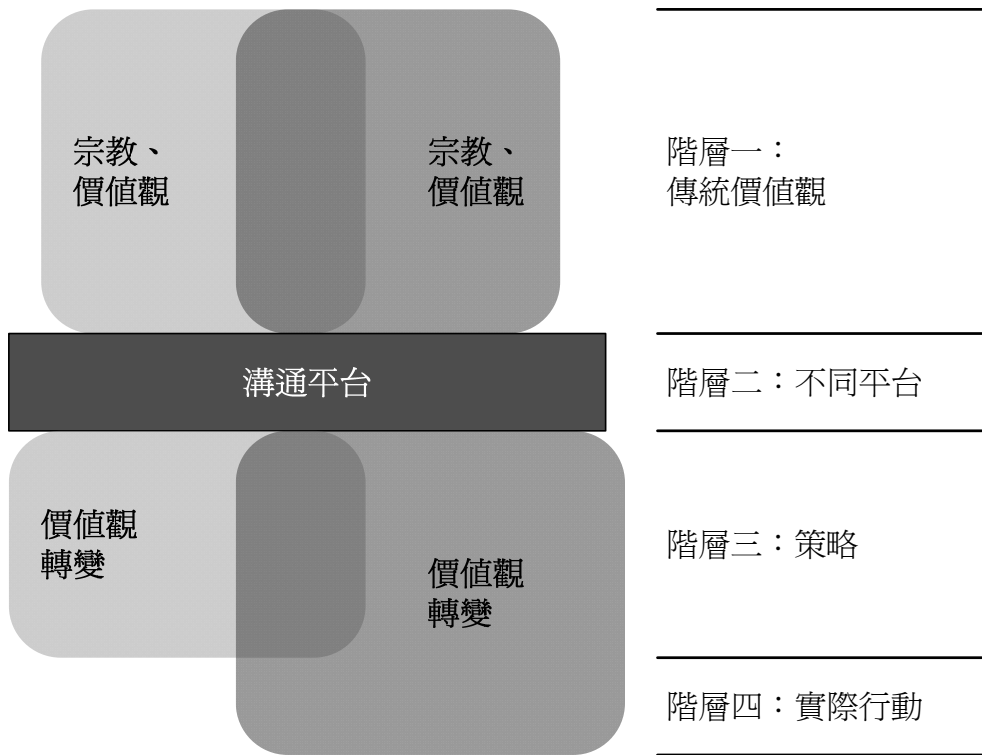 宗教、
價值觀
宗教、
價值觀
階層一：
傳統價值觀
溝通平台
階層二：不同平台
價值觀
轉變
價值觀
轉變
階層三：策略
階層四：實際行動